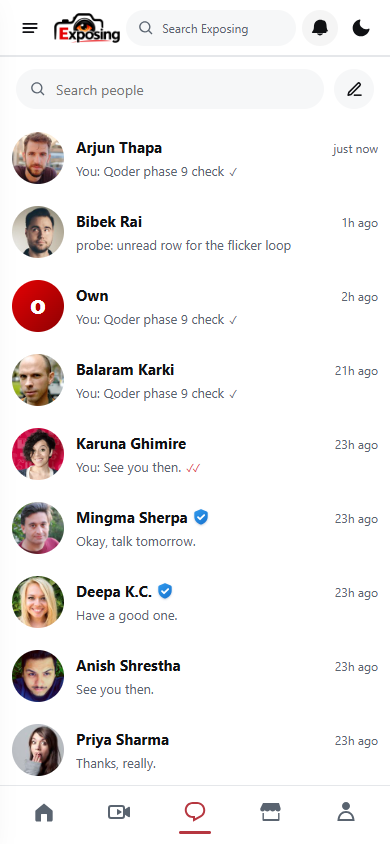 Exposing
Search Exposing
Search people
Arjun Thapa
just now
You: Qoder phase 9 check ✓
Bibek Rai
1h ago
probe: unread row for the flicker loop
O
Own
2h ago
You: Qoder phase 9 check ✓
Balaram Karki
21h ago
You: Qoder phase 9 check ✓
Karuna Ghimire
23h ago
You: See you then. ✓✓
Mingma Sherpa
23h ago
Okay, talk tomorrow.
Deepa K.C.
23h ago
Have a good one.
Anish Shrestha
23h ago
See you then.
Priya Sharma
23h ago
Thanks, really.